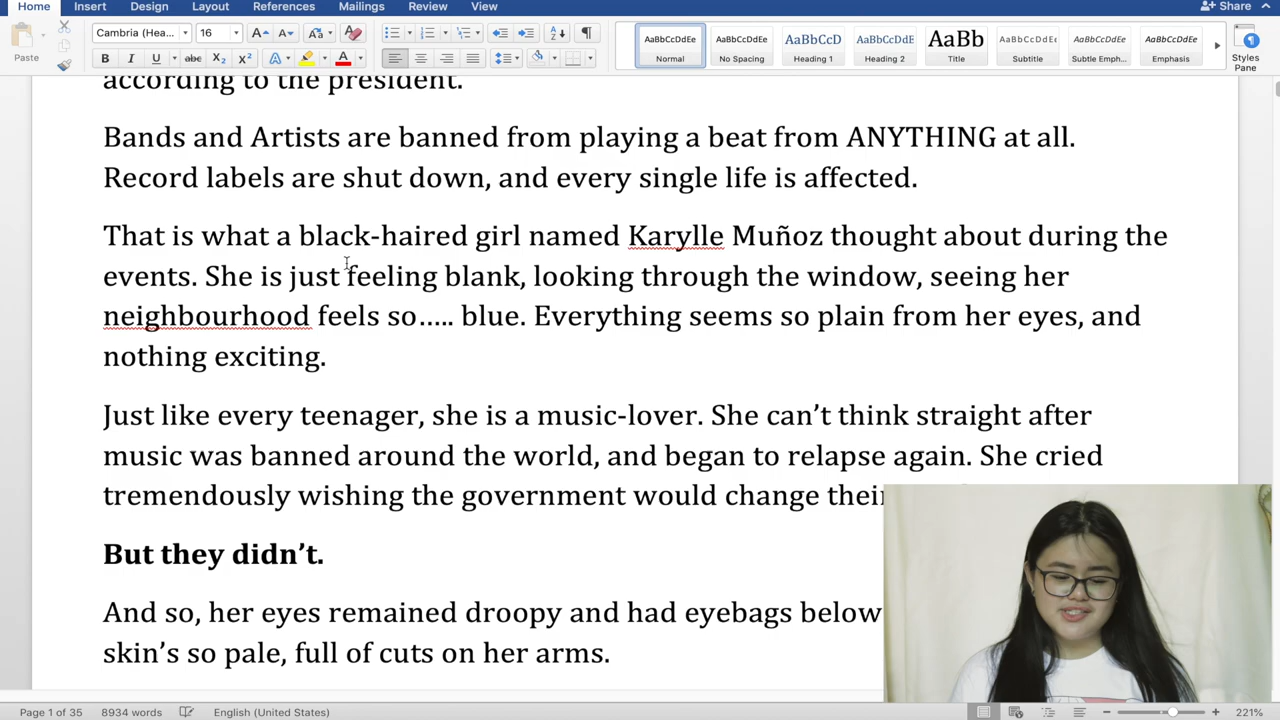 Home Insert Design Layout References Mailings Review View Share
Paste Cambria (Hea... 16
AaBbCcDdEe AaBbCcDdEe AaBbCcD AaBbCcDdE AaBb AaBbCcDdEe AaBbCcDdEe AaBbCcDdEe
B I U abc X₂ X² A A Normal No Spacing Heading 1 Heading 2 Title Subtitle Subtle Emph... Emphasis Styles Pane
according to the president.
Bands and Artists are banned from playing a beat from ANYTHING at all.
Record labels are shut down, and every single life is affected.
That is what a black-haired girl named Karylle Muñoz thought about during the
events. She is just feeling blank, looking through the window, seeing her
neighbourhood feels so..... blue. Everything seems so plain from her eyes, and
nothing exciting.
Just like every teenager, she is a music-lover. She can’t think straight after
music was banned around the world, and began to relapse again. She cried
tremendously wishing the government would change their
But they didn’t.
And so, her eyes remained droopy and had eyebags below
skin’s so pale, full of cuts on her arms.
Page 1 of 35 8934 words English (United States) 221%